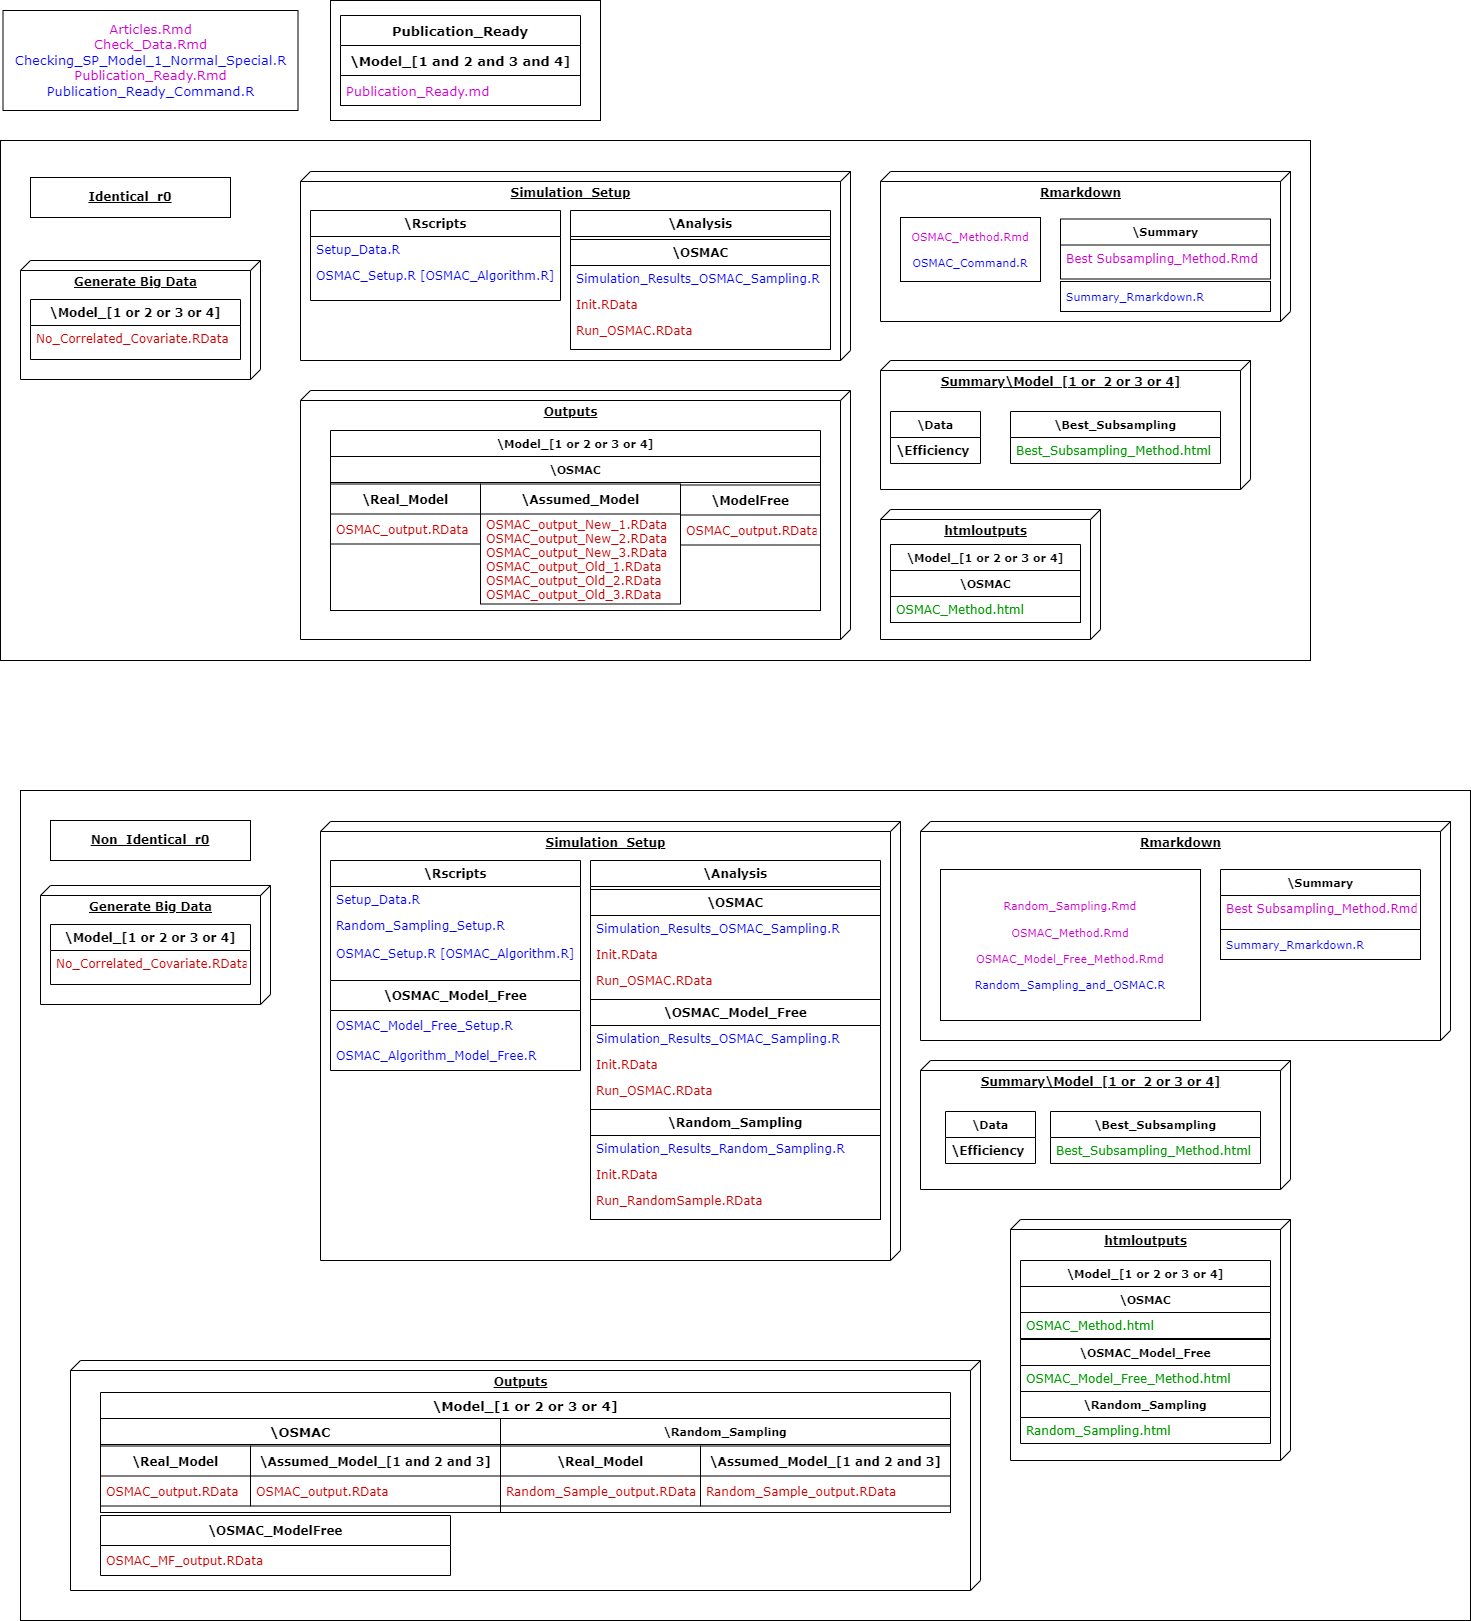 Articles.Rmd
Check_Data.Rmd
Checking_SP_Model_1_Normal_Special.R
Publication_Ready.Rmd
Publication_Ready_Command.R
Publication_Ready
\Model_[1 and 2 and 3 and 4]
Publication_Ready.md
Identical_r0
Generate Big Data
\Model_[1 or 2 or 3 or 4]
No_Correlated_Covariate.RData
Simulation_Setup
\Rscripts
Setup_Data.R
OSMAC_Setup.R [OSMAC_Algorithm.R]
\Analysis
\OSMAC
Simulation_Results_OSMAC_Sampling.R
Init.RData
Run_OSMAC.RData
Rmarkdown
OSMAC_Method.Rmd
OSMAC_Command.R
\Summary
Best Subsampling_Method.Rmd
Summary_Rmarkdown.R
Outputs
\Model_[1 or 2 or 3 or 4]
\OSMAC
\Real_Model
OSMAC_output.RData
\Assumed_Model
OSMAC_output_New_1.RData
OSMAC_output_New_2.RData
OSMAC_output_New_3.RData
OSMAC_output_Old_1.RData
OSMAC_output_Old_2.RData
OSMAC_output_Old_3.RData
\ModelFree
OSMAC_output.RData
Summary\Model_[1 or  2 or 3 or 4]
\Data
\Efficiency
\Best_Subsampling
Best_Subsampling_Method.html
htmloutputs
\Model_[1 or 2 or 3 or 4]
\OSMAC
OSMAC_Method.html
Non_Identical_r0
Generate Big Data
\Model_[1 or 2 or 3 or 4]
No_Correlated_Covariate.RData
Simulation_Setup
\Rscripts
Setup_Data.R
Random_Sampling_Setup.R
OSMAC_Setup.R [OSMAC_Algorithm.R]
\OSMAC_Model_Free
OSMAC_Model_Free_Setup.R
OSMAC_Algorithm_Model_Free.R
\Analysis
\OSMAC
Simulation_Results_OSMAC_Sampling.R
Init.RData
Run_OSMAC.RData
\OSMAC_Model_Free
Simulation_Results_OSMAC_Sampling.R
Init.RData
Run_OSMAC.RData
\Random_Sampling
Simulation_Results_Random_Sampling.R
Init.RData
Run_RandomSample.RData
Rmarkdown
Random_Sampling.Rmd
OSMAC_Method.Rmd
OSMAC_Model_Free_Method.Rmd
Random_Sampling_and_OSMAC.R
\Summary
Best Subsampling_Method.Rmd
Summary_Rmarkdown.R
Summary\Model_[1 or  2 or 3 or 4]
\Data
\Efficiency
\Best_Subsampling
Best_Subsampling_Method.html
htmloutputs
\Model_[1 or 2 or 3 or 4]
\OSMAC
OSMAC_Method.html
\OSMAC_Model_Free
OSMAC_Model_Free_Method.html
\Random_Sampling
Random_Sampling.html
Outputs
\Model_[1 or 2 or 3 or 4]
\OSMAC
\Random_Sampling
\Real_Model
\Assumed_Model_[1 and 2 and 3]
\Real_Model
\Assumed_Model_[1 and 2 and 3]
OSMAC_output.RData
OSMAC_output.RData
Random_Sample_output.RData
Random_Sample_output.RData
\OSMAC_ModelFree
OSMAC_MF_output.RData